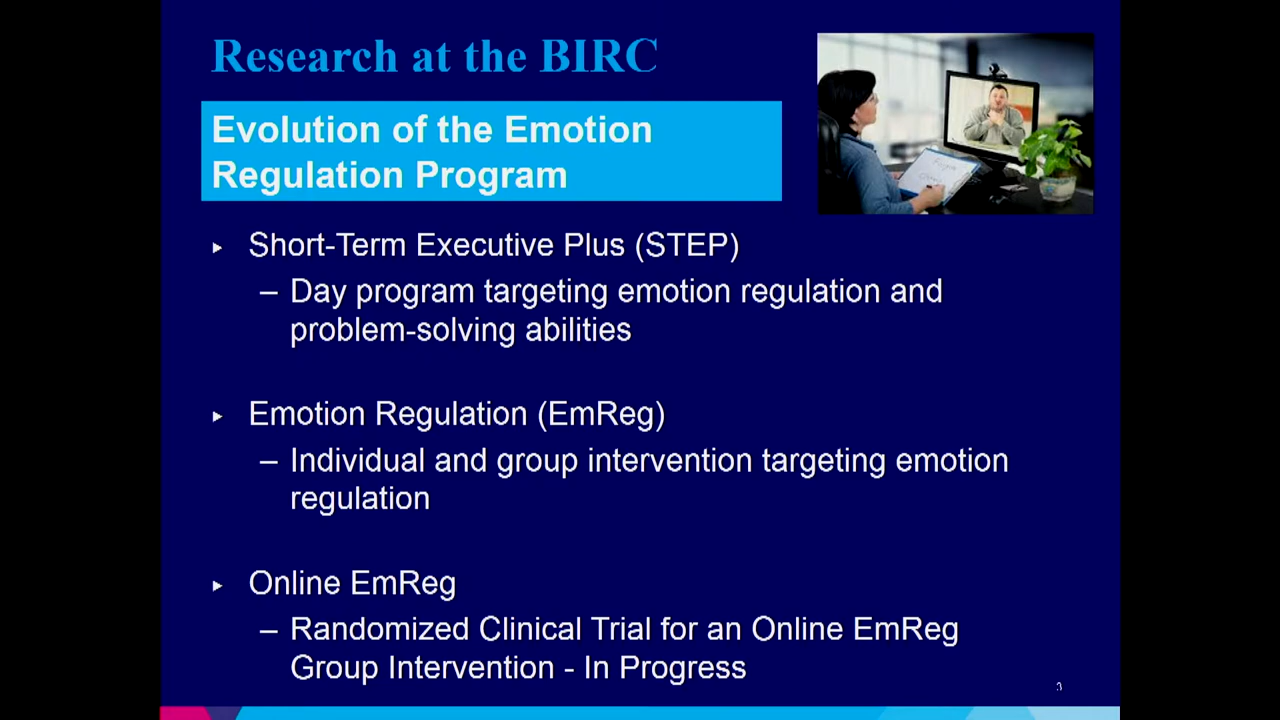 Research at the BIRC
Evolution of the Emotion
Regulation Program
▸ Short-Term Executive Plus (STEP)
– Day program targeting emotion regulation and
problem-solving abilities
▸ Emotion Regulation (EmReg)
– Individual and group intervention targeting emotion
regulation
▸ Online EmReg
– Randomized Clinical Trial for an Online EmReg
Group Intervention - In Progress